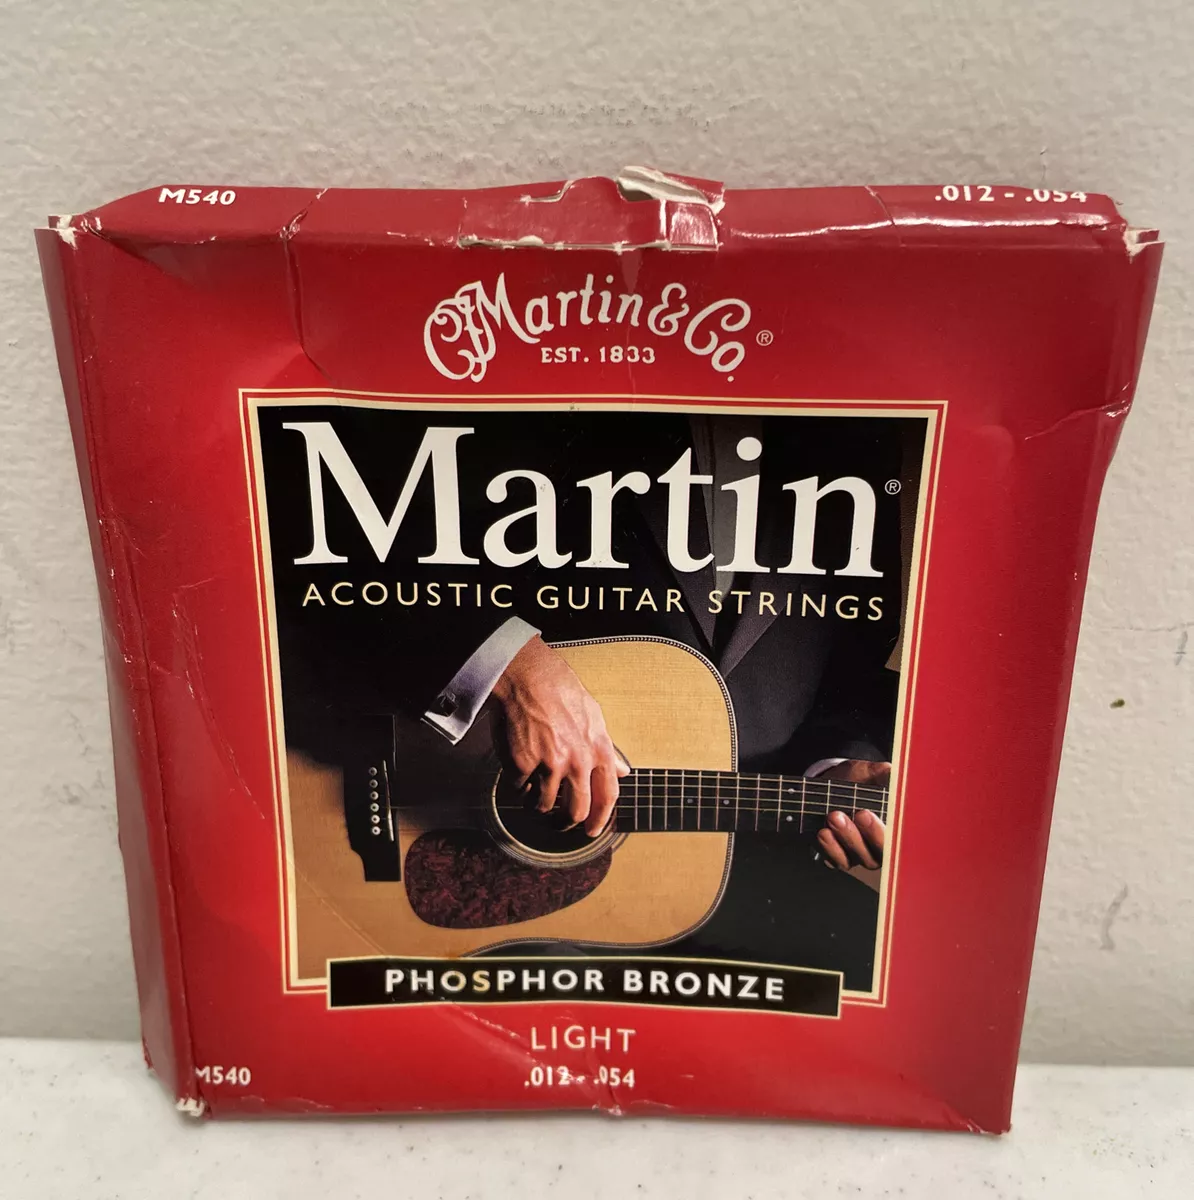 M540 .012 - .054
CFMartin & Co.®
EST. 1833
Martin®
ACOUSTIC GUITAR STRINGS
PHOSPHOR BRONZE
LIGHT
M540 .012 - .054